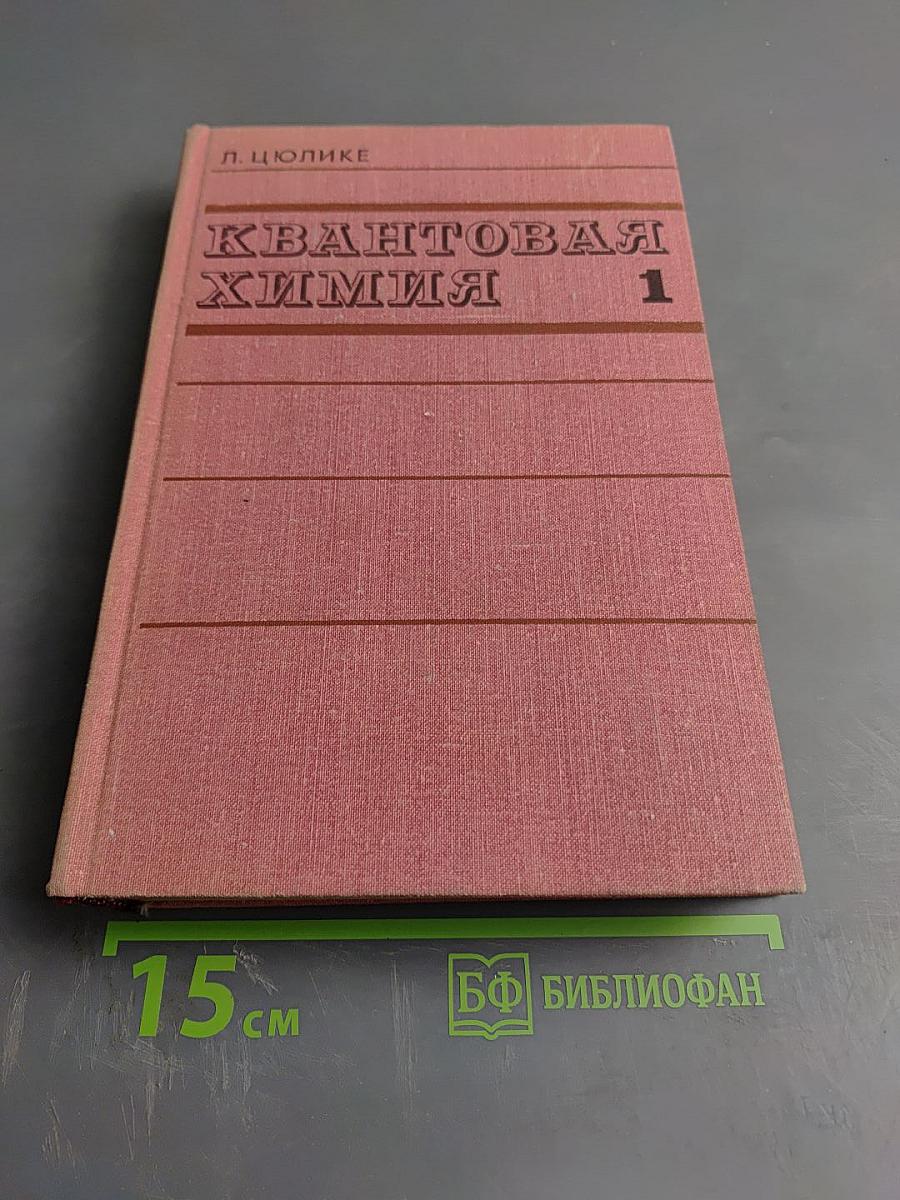 Л. ЦЮЛИКЕ
КВАНТОВАЯ
ХИМИЯ 1
15 см
БФ БИБЛИОФАН